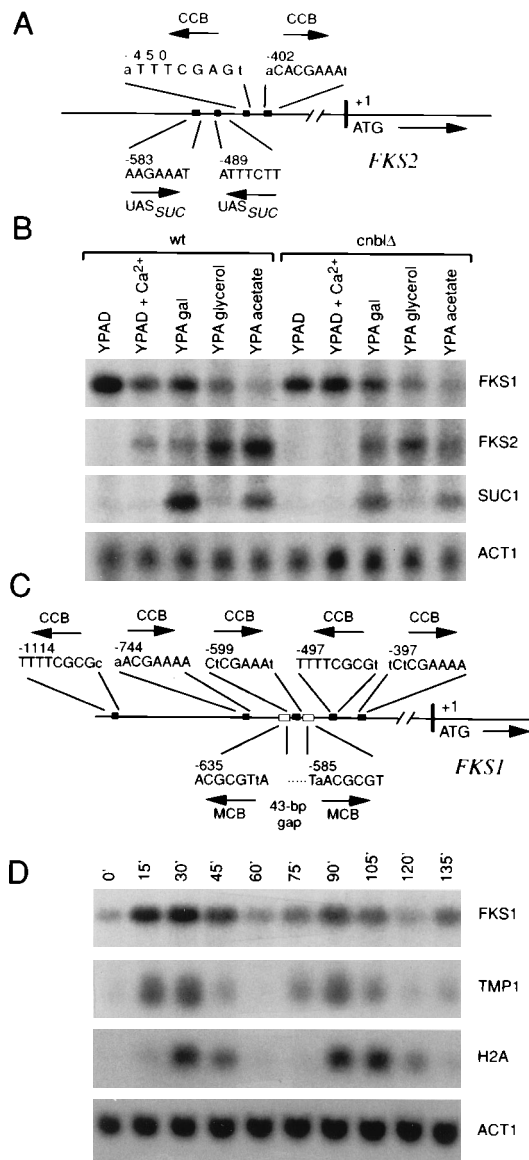 A
CCB CCB
- 4 5 0 -402
aTTTCGAGt aCACGAAAt
+1
ATG
FKS2
-583 -489
AAGAAAT ATTTCTT
UASSUC UASSUC
B
wt cnb1Δ
YPAD YPAD + Ca2+ YPA gal YPA glycerol YPA acetate YPAD YPAD + Ca2+ YPA gal YPA glycerol YPA acetate
FKS1
FKS2
SUC1
ACT1
C
CCB CCB CCB CCB CCB
-1114 -744 -599 -497 -397
TTTTCGCGc aACGAAAA CtCGAAAt TTTTCGCGt tCtCGAAAA
+1
ATG
FKS1
-635 -585
ACGCGTtA ...... TaACGCGT
MCB 43-bp MCB
gap
D
0' 15' 30' 45' 60' 75' 90' 105' 120' 135'
FKS1
TMP1
H2A
ACT1